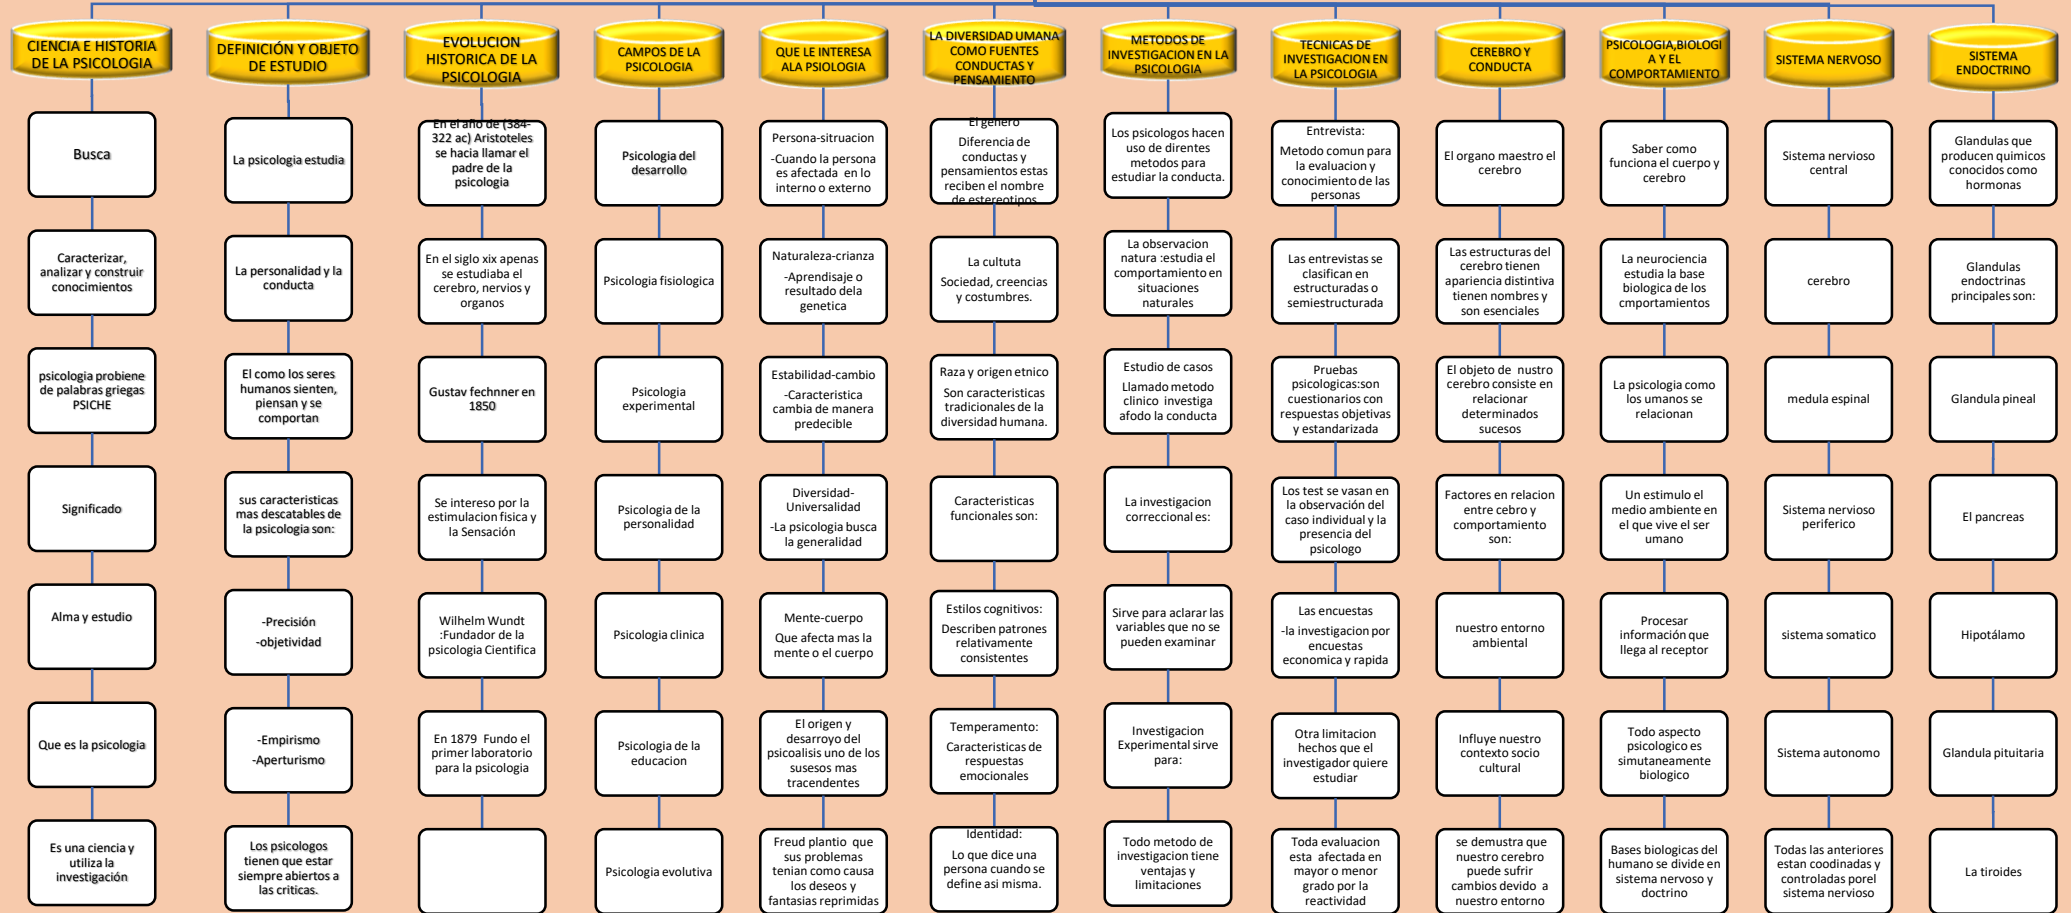 CIENCIA E HISTORIA
DE LA PSICOLOGIA
Busca
Caracterizar,
analizar y construir
conocimientos
psicologia probiene
de palabras griegas
PSICHE
Significado
Alma y estudio
Que es la psicologia
Es una ciencia y
utiliza la
investigación
DEFINICIÓN Y OBJETO
DE ESTUDIO
La psicologia estudia
La personalidad y la
conducta
El como los seres
humanos sienten,
piensan y se
comportan
sus caracteristicas
mas descatables de
la psicologia son:
-Precisión
-objetividad
-Empirismo
-Aperturismo
Los psicologos
tienen que estar
siempre abiertos a
las criticas.
EVOLUCION
HISTORICA DE LA
PSICOLOGIA
En el año de (384-
322 ac) Aristoteles
se hacia llamar el
padre de la
psicologia
En el siglo xix apenas
se estudiaba el
cerebro, nervios y
organos
Gustav fechnner en
1850
Se intereso por la
estimulacion fisica y
la Sensación
Wilhelm Wundt
:Fundador de la
psicologia Cientifica
En 1879 Fundo el
primer laboratorio
para la psicologia
CAMPOS DE LA
PSICOLOGIA
Psicologia del
desarrollo
Psicologia fisiologica
Psicologia
experimental
Psicologia de la
personalidad
Psicologia clinica
Psicologia de la
educacion
Psicologia evolutiva
QUE LE INTERESA
ALA PSIOLOGIA
Persona-sitruacion
-Cuando la persona
es afectada en lo
interno o externo
Naturaleza-crianza
-Aprendisaje o
resultado dela
genetica
Estabilidad-cambio
-Caracteristica
cambia de manera
predecible
Diversidad-
Universalidad
-La psicologia busca
la generalidad
Mente-cuerpo
Que afecta mas la
mente o el cuerpo
El origen y
desarroyo del
psicoalisis uno de los
susesos mas
tracendentes
Freud plantio que
sus problemas
tenian como causa
los deseos y
fantasias reprimidas
LA DIVERSIDAD UMANA
COMO FUENTES
CONDUCTAS Y
PENSAMIENTO
El genero
Diferencia de
conductas y
pensamientos estas
reciben el nombre
de estereotipos
La cultuta
Sociedad, creencias
y costumbres.
Raza y origen etnico
Son caracteristicas
tradicionales de la
diversidad humana.
Caracteristicas
funcionales son:
Estilos cognitivos:
Describen patrones
relativamente
consistentes
Temperamento:
Caracteristicas de
respuestas
emocionales
Identidad:
Lo que dice una
persona cuando se
define asi misma.
METODOS DE
INVESTIGACION EN LA
PSICOLOGIA
Los psicologos hacen
uso de direntes
metodos para
estudiar la conducta.
La observacion
natura :estudia el
comportamiento en
situaciones
naturales
Estudio de casos
Llamado metodo
clinico investiga
afodo la conducta
La investigacion
correccional es:
Sirve para aclarar las
variables que no se
pueden examinar
Investigacion
Experimental sirve
para:
Todo metodo de
investigacion tiene
ventajas y
limitaciones
TECNICAS DE
INVESTIGACION EN
LA PSICOLOGIA
Entrevista:
Metodo comun para
la evaluacion y
conocimiento de las
personas
Las entrevistas se
clasifican en
estructuradas o
semiestructurada
Pruebas
psicologicas:son
cuestionarios con
respuestas objetivas
y estandarizada
Los test se vasan en
la observación del
caso individual y la
presencia del
psicologo
Las encuestas
-la investigacion por
encuestas
economica y rapida
Otra limitacion
hechos que el
investigador quiere
estudiar
Toda evaluacion
esta afectada en
mayor o menor
grado por la
reactividad
CEREBRO Y
CONDUCTA
El organo maestro el
cerebro
Las estructuras del
cerebro tienen
apariencia distintiva
tienen nombres y
son esenciales
El objeto de nustro
cerebro consiste en
relacionar
determinados
sucesos
Factores en relacion
entre cebro y
comportamiento
son:
nuestro entorno
ambiental
Influye nuestro
contexto socio
cultural
se demustra que
nuestro cerebro
puede sufrir
cambios devido a
nuestro entorno
PSICOLOGIA,BIOLOGI
A Y EL
COMPORTAMIENTO
Saber como
funciona el cuerpo y
cerebro
La neurociencia
estudia la base
biologica de los
cmportamientos
La psicologia como
los umanos se
relacionan
Un estimulo el
medio ambiente en
el que vive el ser
umano
Procesar
información que
llega al receptor
Todo aspecto
psicologico es
simutaneamente
biologico
Bases biologicas del
humano se divide en
sistema nervoso y
doctrino
SISTEMA NERVOSO
Sistema nervioso
central
cerebro
medula espinal
Sistema nervioso
periferico
sistema somatico
Sistema autonomo
Todas las anteriores
estan coodinadas y
controladas porel
sistema nervioso
SISTEMA
ENDOCTRINO
Glandulas que
producen quimicos
conocidos como
hormonas
Glandulas
endoctrinas
principales son:
Glandula pineal
El pancreas
Hipotálamo
Glandula pituitaria
La tiroides